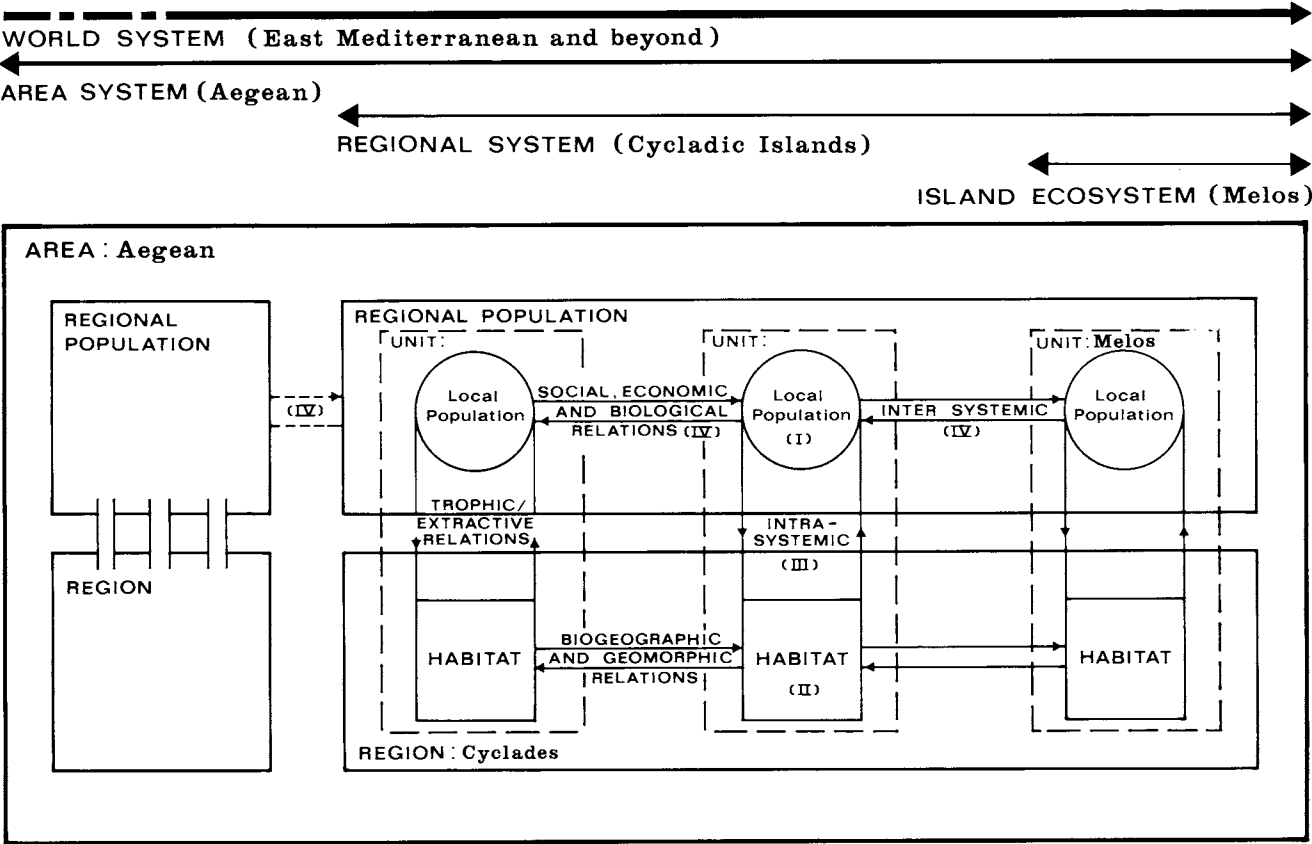 WORLD SYSTEM (East Mediterranean and beyond)
AREA SYSTEM (Aegean)
REGIONAL SYSTEM (Cycladic Islands)
ISLAND ECOSYSTEM (Melos)
AREA: Aegean
REGIONAL
POPULATION
(IV)
REGION
REGIONAL POPULATION
UNIT:
Local
Population
SOCIAL, ECONOMIC
AND BIOLOGICAL
RELATIONS (IV)
UNIT:
Local
Population
(I)
INTER SYSTEMIC
(IV)
UNIT: Melos
Local
Population
TROPHIC/
EXTRACTIVE
RELATIONS
INTRA-
SYSTEMIC
(III)
HABITAT
BIOGEOGRAPHIC
AND GEOMORPHIC
RELATIONS
HABITAT
(II)
HABITAT
REGION: Cyclades